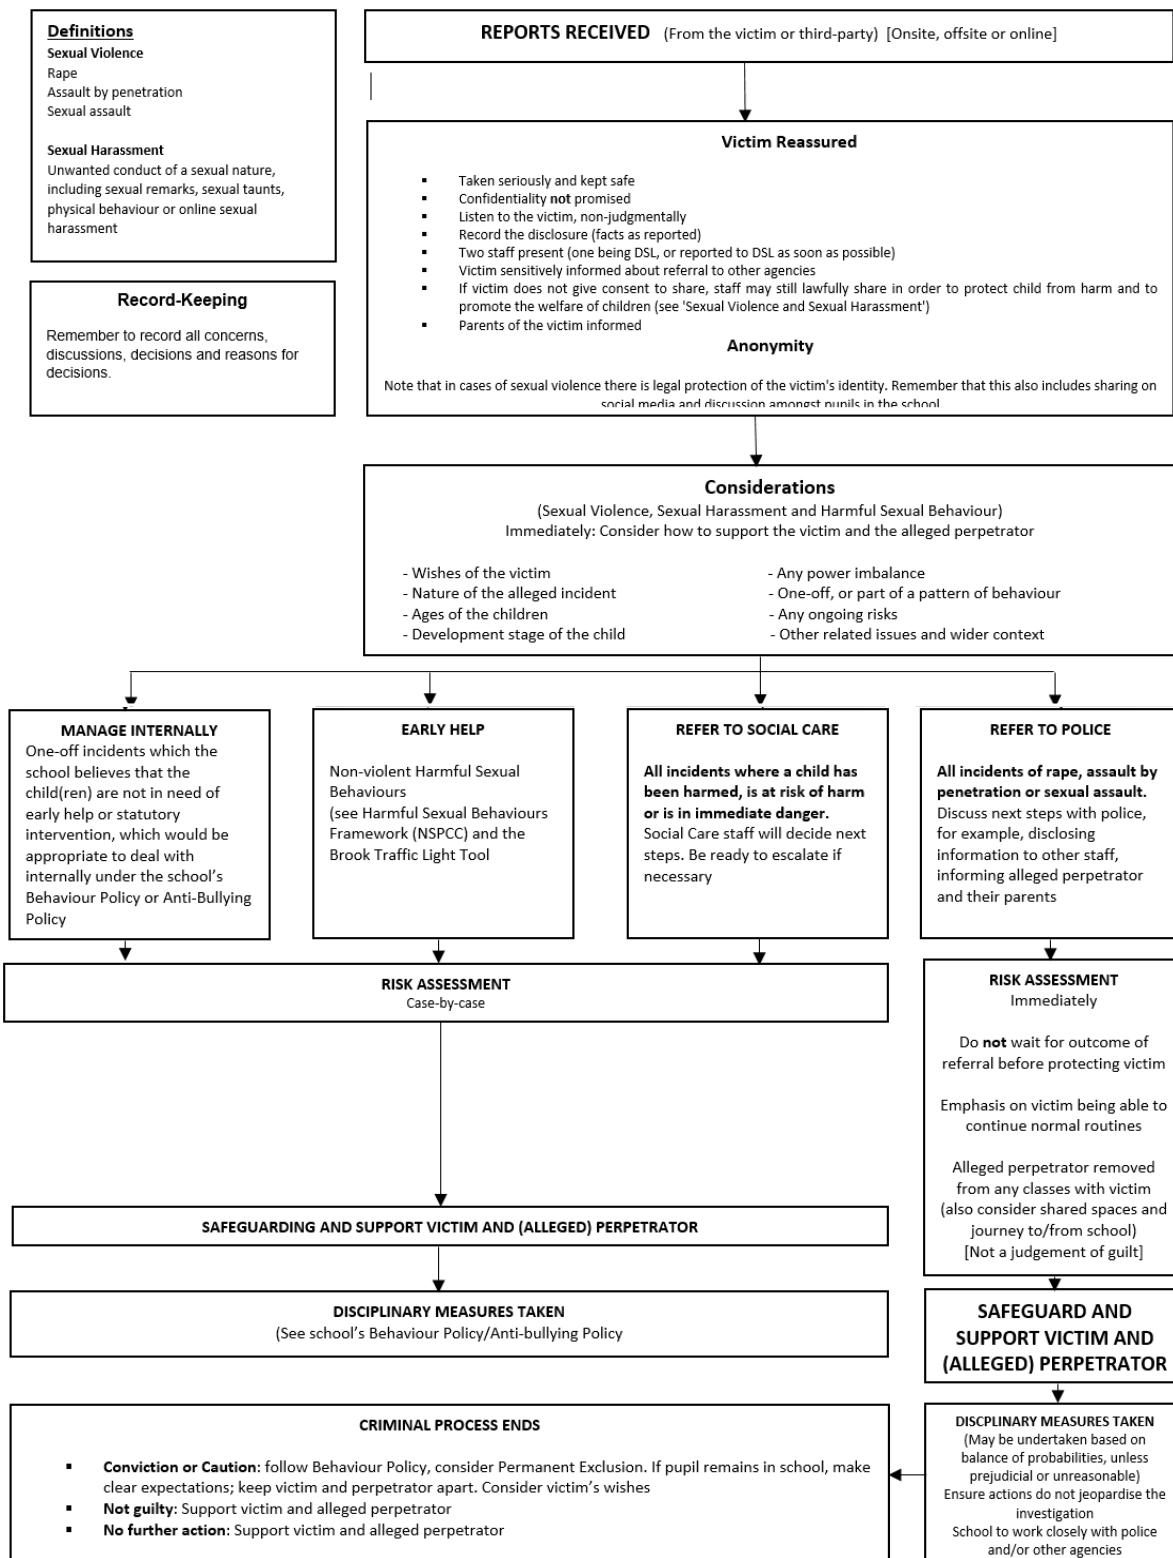 Definitions
Sexual Violence
Rape
Assault by penetration
Sexual assault
Sexual Harassment
Unwanted conduct of a sexual nature,
including sexual remarks, sexual taunts,
physical behaviour or online sexual
harassment
Record-Keeping
Remember to record all concerns,
discussions, decisions and reasons for
decisions.
REPORTS RECEIVED (From the victim or third-party) [Onsite, offsite or online]
Victim Reassured
▪ Taken seriously and kept safe
▪ Confidentiality not promised
▪ Listen to the victim, non-judgmentally
▪ Record the disclosure (facts as reported)
▪ Two staff present (one being DSL, or reported to DSL as soon as possible)
▪ Victim sensitively informed about referral to other agencies
▪ If victim does not give consent to share, staff may still lawfully share in order to protect child from harm and to
promote the welfare of children (see 'Sexual Violence and Sexual Harassment')
▪ Parents of the victim informed
Anonymity
Note that in cases of sexual violence there is legal protection of the victim's identity. Remember that this also includes sharing on
social media and discussion amongst pupils in the school
Considerations
(Sexual Violence, Sexual Harassment and Harmful Sexual Behaviour)
Immediately: Consider how to support the victim and the alleged perpetrator
- Wishes of the victim
- Nature of the alleged incident
- Ages of the children
- Development stage of the child
- Any power imbalance
- One-off, or part of a pattern of behaviour
- Any ongoing risks
- Other related issues and wider context
MANAGE INTERNALLY
One-off incidents which the
school believes that the
child(ren) are not in need of
early help or statutory
intervention, which would be
appropriate to deal with
internally under the school's
Behaviour Policy or Anti-Bullying
Policy
EARLY HELP
Non-violent Harmful Sexual
Behaviours
(see Harmful Sexual Behaviours
Framework (NSPCC) and the
Brook Traffic Light Tool
REFER TO SOCIAL CARE
All incidents where a child has
been harmed, is at risk of harm
or is in immediate danger.
Social Care staff will decide next
steps. Be ready to escalate if
necessary
REFER TO POLICE
All incidents of rape, assault by
penetration or sexual assault.
Discuss next steps with police,
for example, disclosing
information to other staff,
informing alleged perpetrator
and their parents
RISK ASSESSMENT
Case-by-case
SAFEGUARDING AND SUPPORT VICTIM AND (ALLEGED) PERPETRATOR
DISCIPLINARY MEASURES TAKEN
(See school's Behaviour Policy/Anti-bullying Policy
RISK ASSESSMENT
Immediately
Do not wait for outcome of
referral before protecting victim
Emphasis on victim being able to
continue normal routines
Alleged perpetrator removed
from any classes with victim
(also consider shared spaces and
journey to/from school)
[Not a judgement of guilt]
SAFEGUARD AND
SUPPORT VICTIM AND
(ALLEGED) PERPETRATOR
DISCPLINARY MEASURES TAKEN
(May be undertaken based on
balance of probabilities, unless
prejudicial or unreasonable)
Ensure actions do not jeopardise the
investigation
School to work closely with police
and/or other agencies
CRIMINAL PROCESS ENDS
▪ Conviction or Caution: follow Behaviour Policy, consider Permanent Exclusion. If pupil remains in school, make
clear expectations; keep victim and perpetrator apart. Consider victim's wishes
▪ Not guilty: Support victim and alleged perpetrator
▪ No further action: Support victim and alleged perpetrator